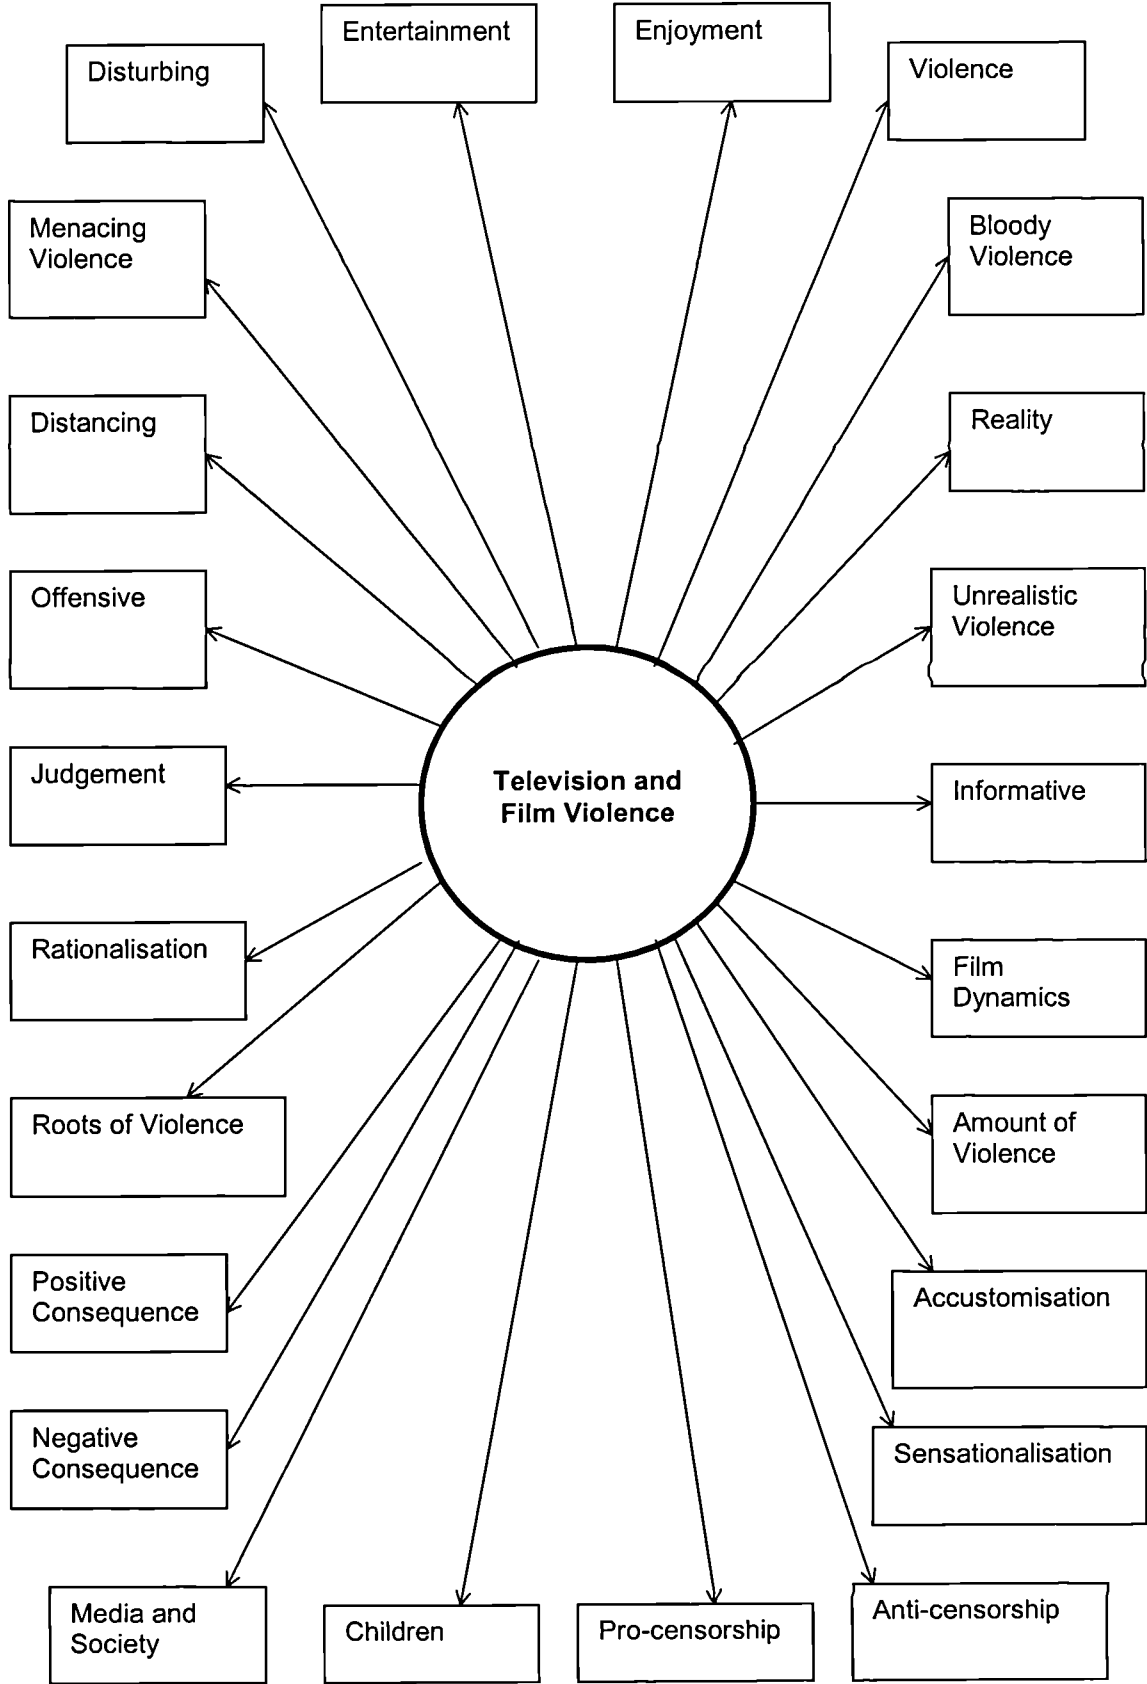 Entertainment
Enjoyment
Disturbing
Violence
Menacing
Violence
Bloody
Violence
Distancing
Reality
Offensive
Unrealistic
Violence
Judgement
Television and
Film Violence
Informative
Rationalisation
Film
Dynamics
Roots of Violence
Amount of
Violence
Positive
Consequence
Accustomisation
Negative
Consequence
Sensationalisation
Media and
Society
Children
Pro-censorship
Anti-censorship